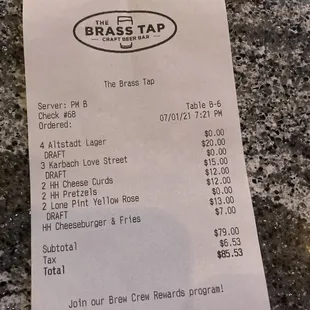 THE
BRASS TAP
CRAFT BEER BAR
The Brass Tap
Server: PM B Table B-6
Check #68 07/01/21 7:21 PM
Ordered:
$0.00
4 Altstadt Lager $20.00
DRAFT $0.00
3 Karbach Love Street $15.00
DRAFT $12.00
2 HH Cheese Curds $12.00
2 HH Pretzels $0.00
2 Lone Pint Yellow Rose $13.00
DRAFT $7.00
HH Cheeseburger & Fries
Subtotal $79.00
Tax $6.53
Total $85.53
Join our Brew Crew Rewards program!